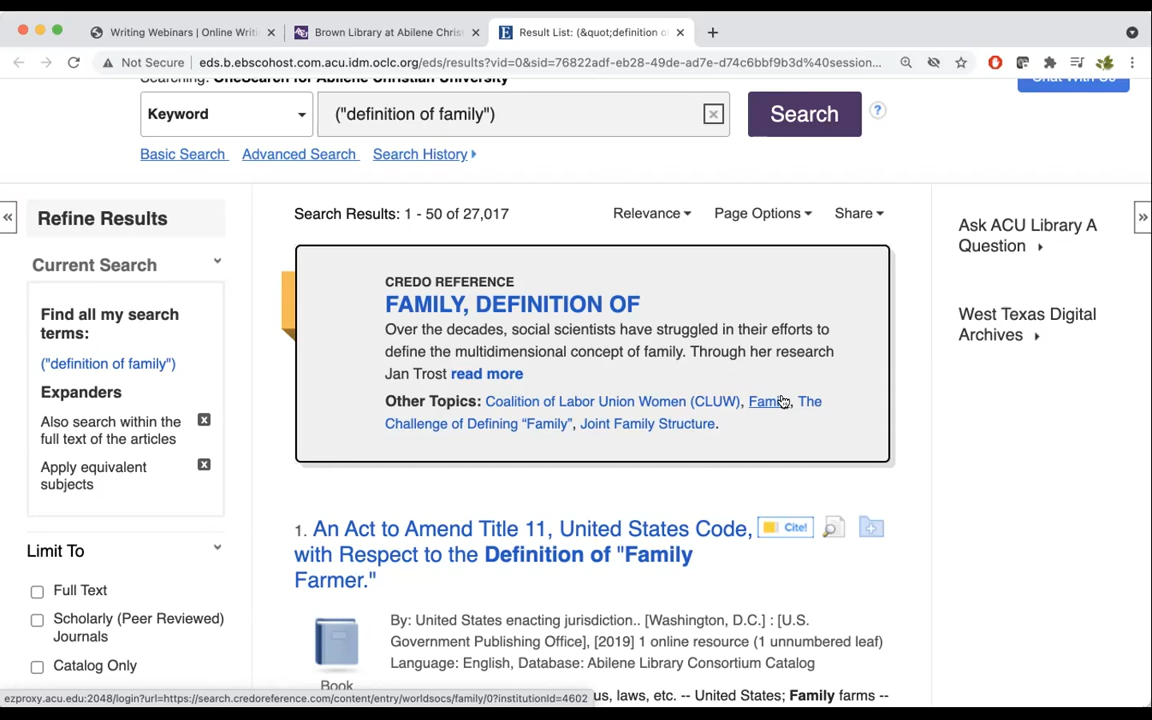 Writing Webinars | Online Writi
Brown Library at Abilene Christ
Result List: (&quot;definition o
Not Secure | eds.b.ebscohost.com.acu.idm.oclc.org/eds/results?vid=0&sid=76822adf-eb28-49de-ad7e-d74c6bbf9b3d%40session...
Searching: OneSearch for Abilene Christian University
Chat With Us
Keyword
("definition of family")
Search
?
Basic Search Advanced Search Search History
Refine Results
Search Results: 1 - 50 of 27,017
Relevance
Page Options
Share
Current Search
Find all my search
terms:
("definition of family")
Expanders
Also search within the
full text of the articles
Apply equivalent
subjects
Limit To
Full Text
Scholarly (Peer Reviewed)
Journals
Catalog Only
CREDO REFERENCE
FAMILY, DEFINITION OF
Over the decades, social scientists have struggled in their efforts to
define the multidimensional concept of family. Through her research
Jan Trost read more
Other Topics: Coalition of Labor Union Women (CLUW), Family, The
Challenge of Defining “Family”, Joint Family Structure.
1. An Act to Amend Title 11, United States Code,
Cite!
with Respect to the Definition of "Family
Farmer."
By: United States enacting jurisdiction.. [Washington, D.C.] : [U.S.
Government Publishing Office], [2019] 1 online resource (1 unnumbered leaf)
Language: English, Database: Abilene Library Consortium Catalog
Book
us, laws, etc. -- United States; Family farms --
Ask ACU Library A
Question
West Texas Digital
Archives
ezproxy.acu.edu:2048/login?url=https://search.credoreference.com/content/entry/worldsocs/family/0?institutionId=4602